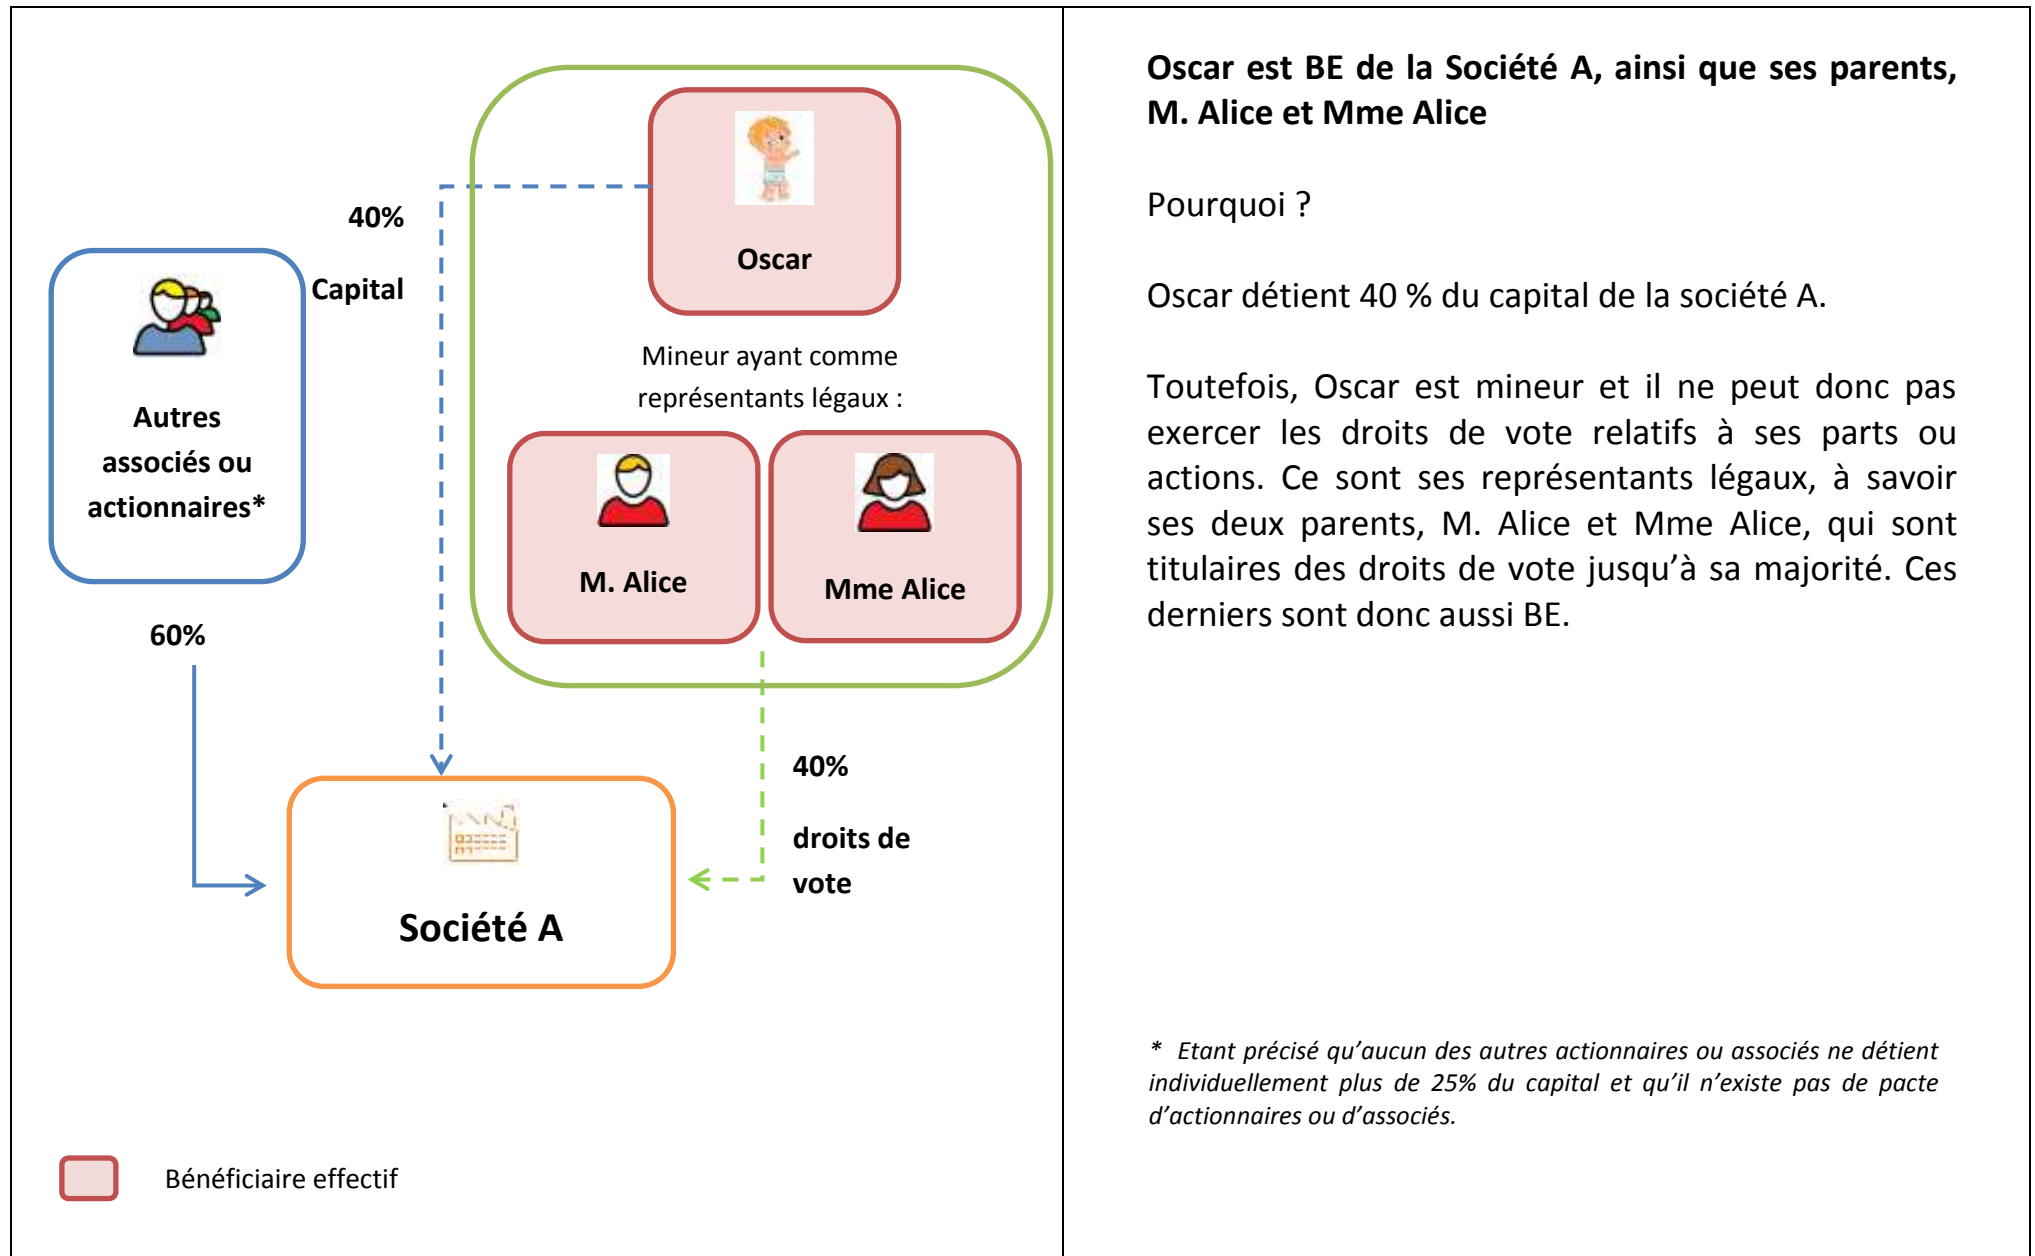 40%
Capital
Oscar
Mineur ayant comme
représentants légaux :
Autres
associés ou
actionnaires*
M. Alice
Mme Alice
60%
40%
droits de
vote
Société A
Bénéficiaire effectif
Oscar est BE de la Société A, ainsi que ses parents,
M. Alice et Mme Alice
Pourquoi ?
Oscar détient 40 % du capital de la société A.
Toutefois, Oscar est mineur et il ne peut donc pas
exercer les droits de vote relatifs à ses parts ou
actions. Ce sont ses représentants légaux, à savoir
ses deux parents, M. Alice et Mme Alice, qui sont
titulaires des droits de vote jusqu’à sa majorité. Ces
derniers sont donc aussi BE.
* Etant précisé qu’aucun des autres actionnaires ou associés ne détient
individuellement plus de 25% du capital et qu’il n’existe pas de pacte
d’actionnaires ou d’associés.